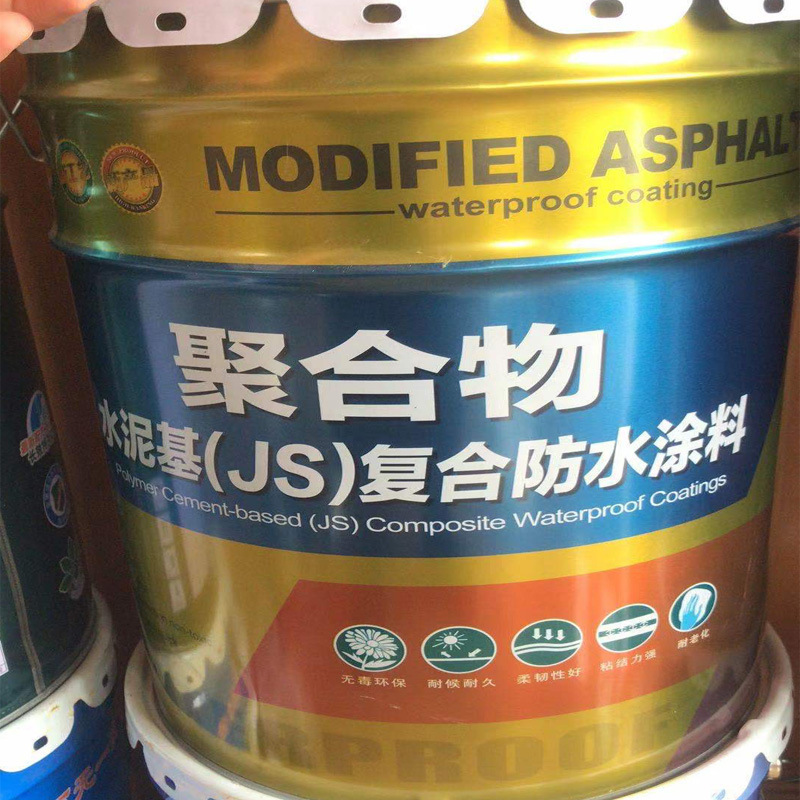 MODIFIED ASPHALT
waterproof coating
聚合物
水泥基(JS)复合防水涂料
Polymer Cement-based (JS) Composite Waterproof Coatings
无毒环保
耐候耐久
柔韧性好
粘结力强
耐老化
RPROOF